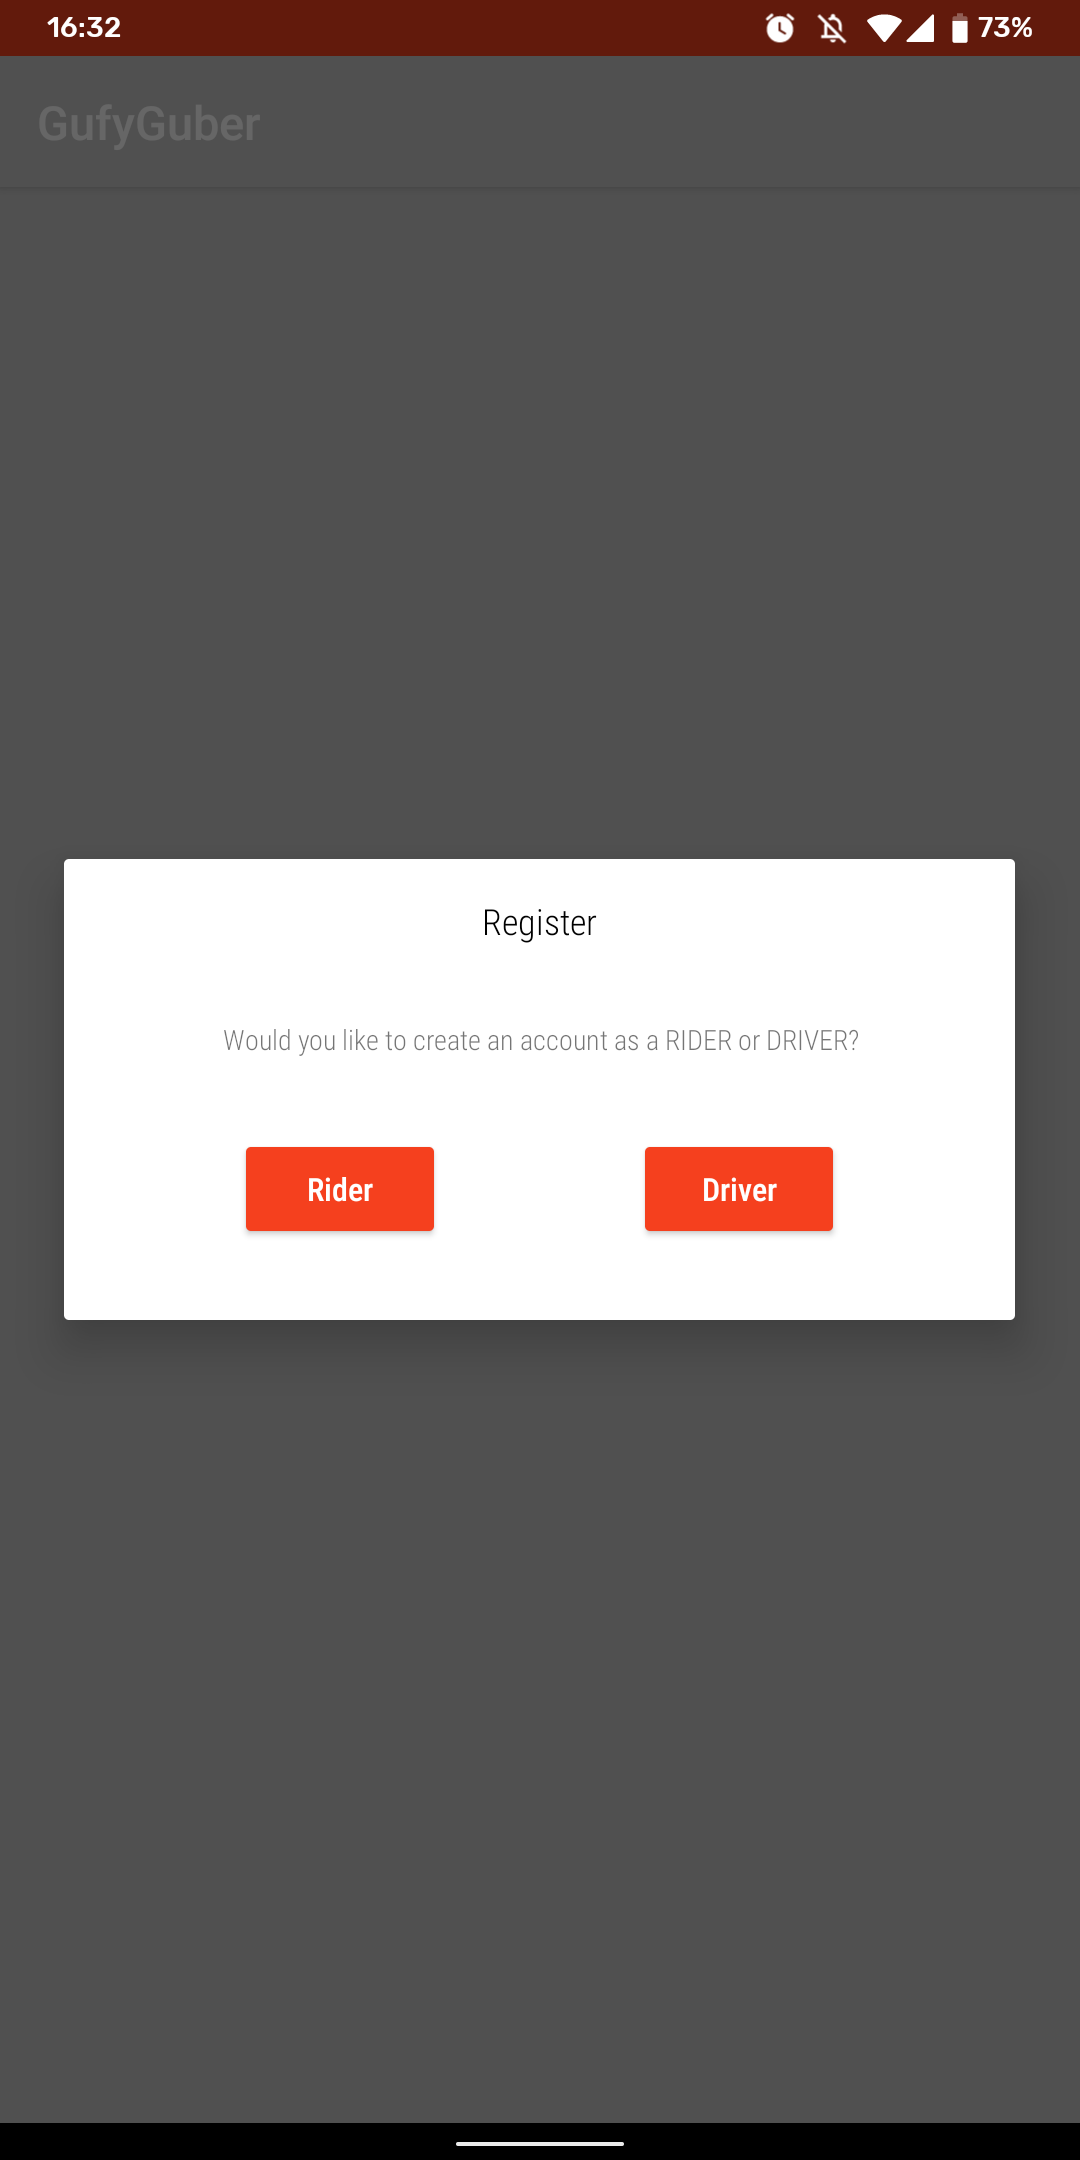 16:32 73%
GufyGuber
Register
Would you like to create an account as a RIDER or DRIVER?
Rider Driver